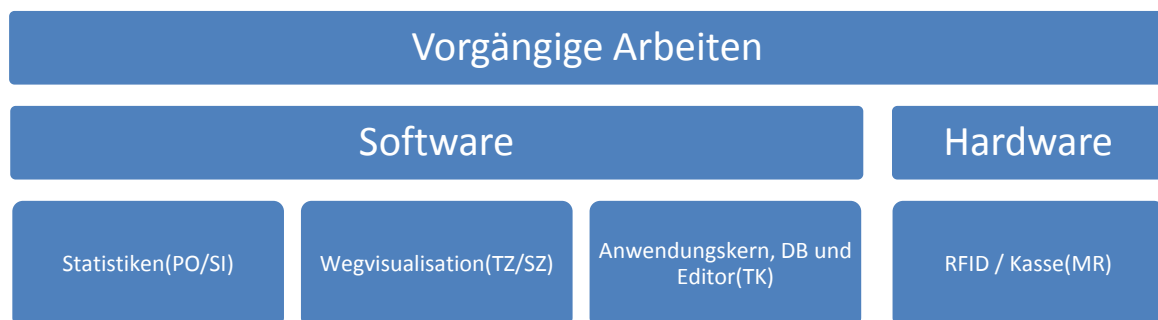 Vorgängige Arbeiten
Software
Hardware
Statistiken(PO/SI)
Wegvisualisation(TZ/SZ)
Anwendungskern, DB und
Editor(TK)
RFID / Kasse(MR)